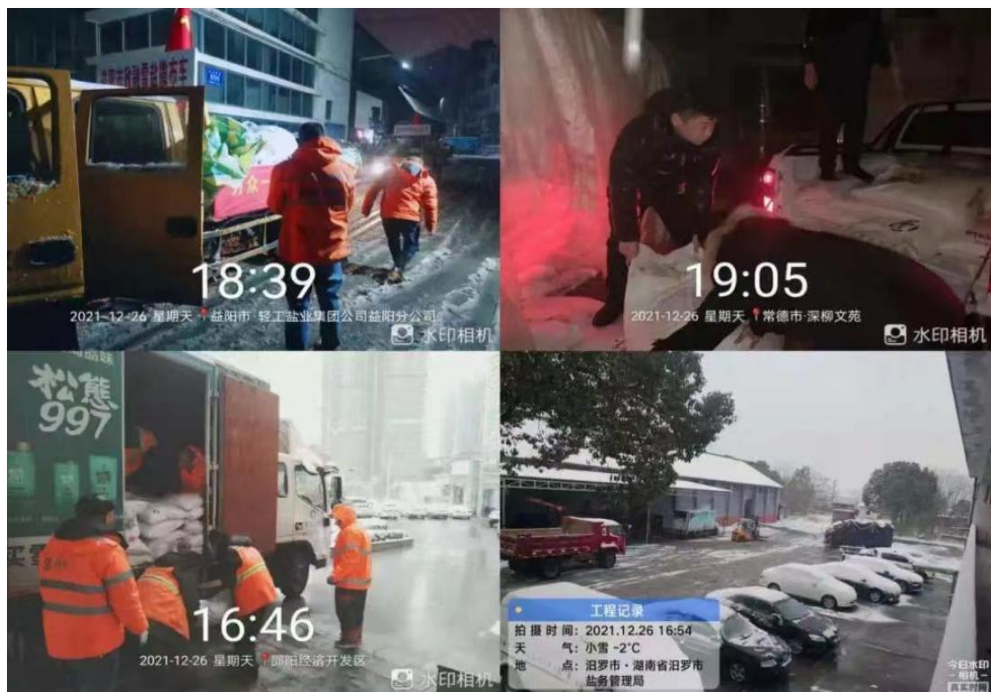 18:39
2021-12-26 星期天 益阳市·轻工盐业集团公司益阳分公司
水印相机
19:05
2021-12-26 星期天 常德市·深柳文苑
水印相机
松態
997
16:46
2021-12-26 星期天 邵阳经济开发区
水印相机
工程记录
拍摄时间: 2021.12.26 16:54
天 气: 小雪 -2℃
地 点: 汨罗市·湖南省汨罗市
盐务管理局
今日水印
相机
真实时间